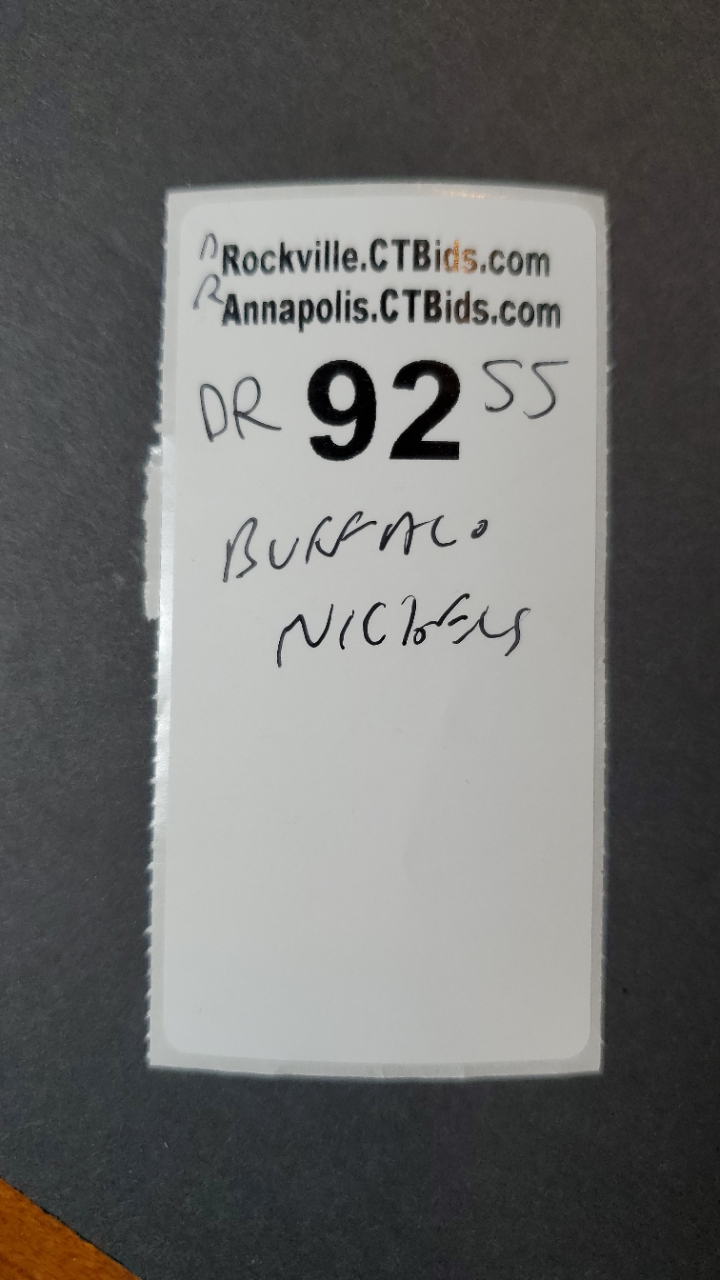 Rockville.CTBids.com
Annapolis.CTBids.com
DR 92 55
BUFFALO
NICKELS